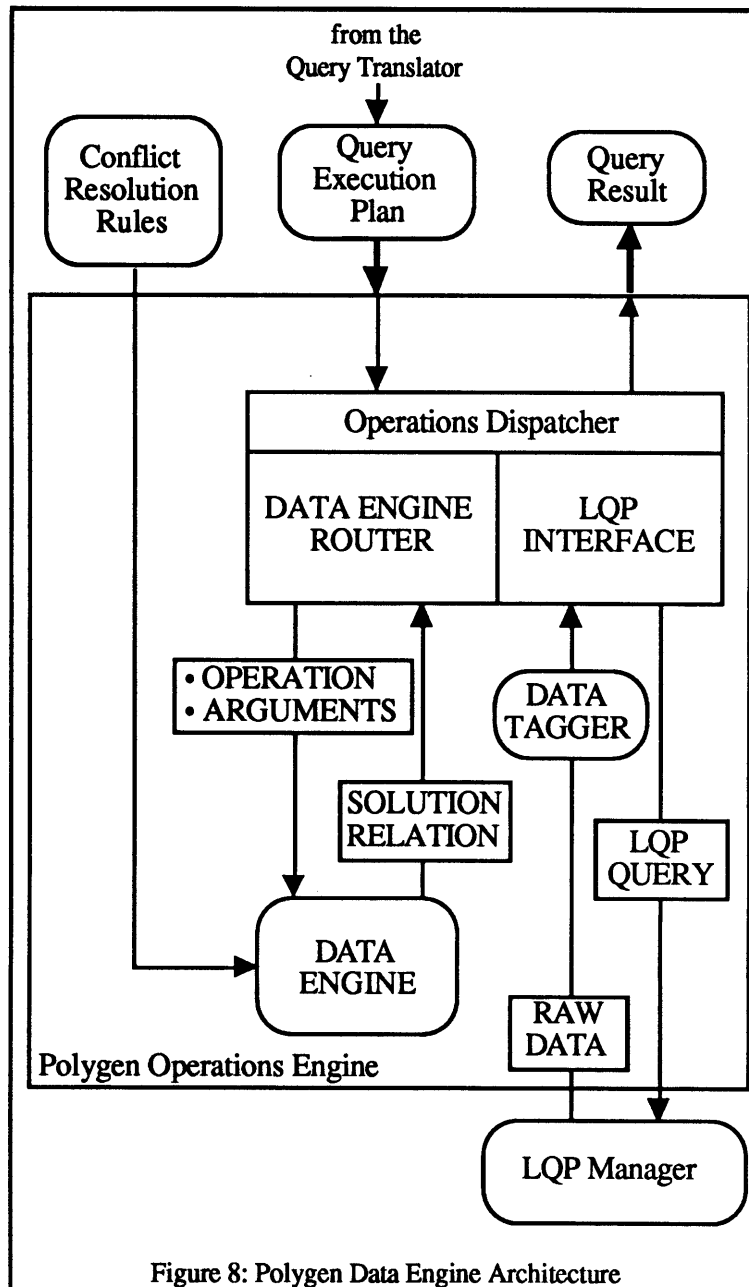 from the
Query Translator
Conflict
Resolution
Rules
Query
Execution
Plan
Query
Result
Operations Dispatcher
DATA ENGINE
ROUTER
LQP
INTERFACE
• OPERATION
• ARGUMENTS
DATA
TAGGER
SOLUTION
RELATION
LQP
QUERY
DATA
ENGINE
RAW
DATA
Polygen Operations Engine
LQP Manager
Figure 8: Polygen Data Engine Architecture